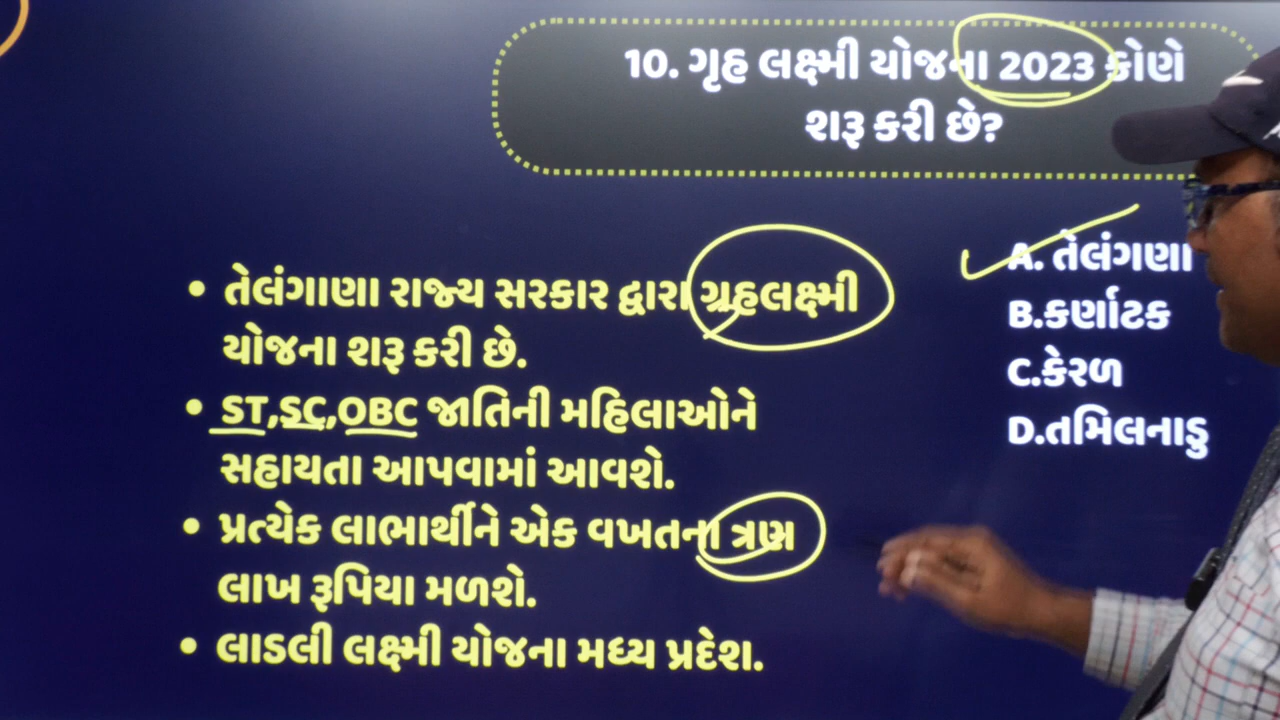 10. ગૃહ લક્ષ્મી યોજના 2023 કોણે
શરૂ કરી છે?
A. તેલંગણા
B.કર્ણાટક
C.કેરળ
D.તમિલનાડુ
• તેલંગાણા રાજ્ય સરકાર દ્વારા ગ્રહલક્ષ્મી
યોજના શરૂ કરી છે.
• ST,SC,OBC જાતિની મહિલાઓને
સહાયતા આપવામાં આવશે.
• પ્રત્યેક લાભાર્થીને એક વખતના ત્રણ
લાખ રૂપિયા મળશે.
• લાડલી લક્ષ્મી યોજના મધ્ય પ્રદેશ.